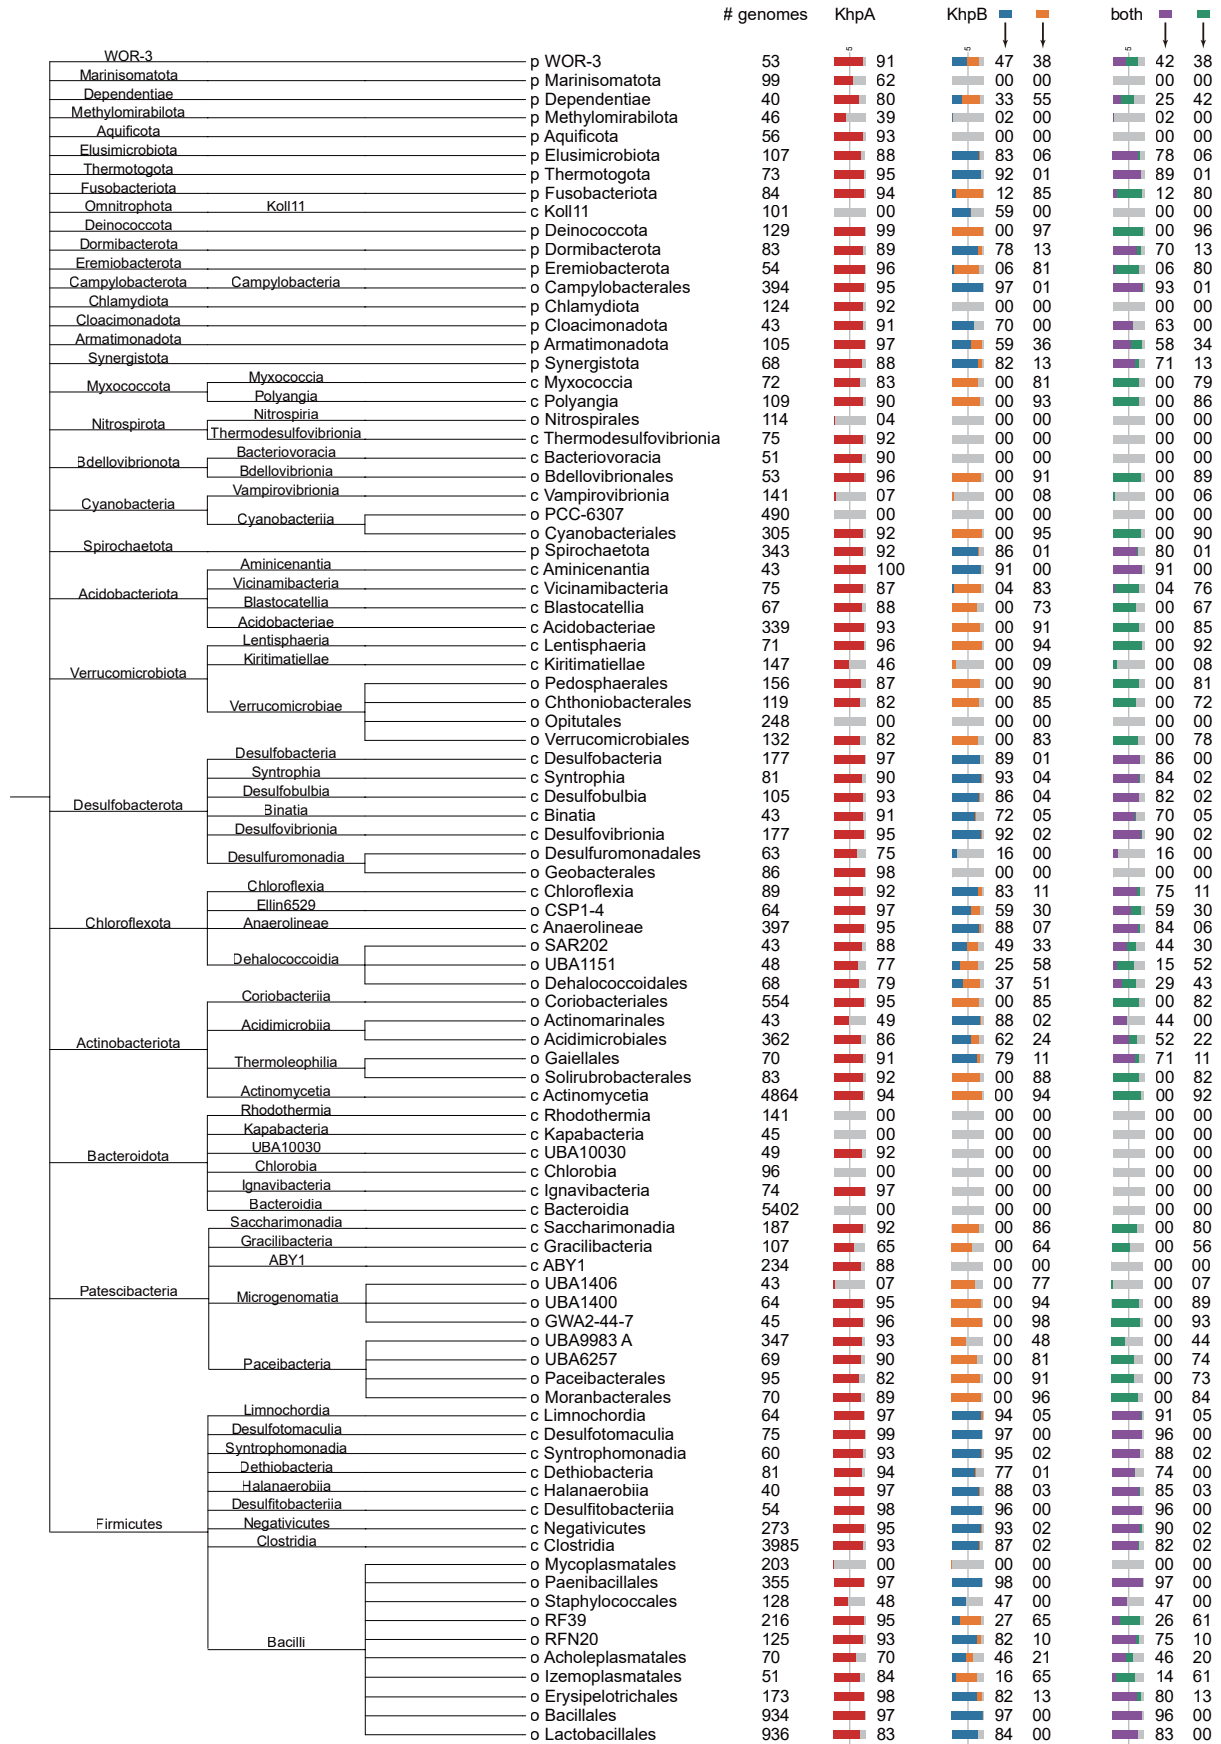 # genomes KhpA KhpB both
5 5 5
WOR-3 p WOR-3 53 91 47 38 42 38
Marinisomatota p Marinisomatota 99 62 00 00 00 00
Dependentiae p Dependentiae 40 80 33 55 25 42
Methylomirabilota p Methylomirabilota 46 39 02 00 02 00
Aquificota p Aquificota 56 93 00 00 00 00
Elusimicrobiota p Elusimicrobiota 107 88 83 06 78 06
Thermotogota p Thermotogota 73 95 92 01 89 01
Fusobacteriota p Fusobacteriota 84 94 12 85 12 80
Omnitrophota Koll11 c Koll11 101 00 59 00 00 00
Deinococcota p Deinococcota 129 99 00 97 00 96
Dormibacterota p Dormibacterota 83 89 78 13 70 13
Eremiobacterota p Eremiobacterota 54 96 06 81 06 80
Campylobacterota Campylobacteria o Campylobacterales 394 95 97 01 93 01
Chlamydiota p Chlamydiota 124 92 00 00 00 00
Cloacimonadota p Cloacimonadota 43 91 70 00 63 00
Armatimonadota p Armatimonadota 105 97 59 36 58 34
Synergistota p Synergistota 68 88 82 13 71 13
Myxococcota Myxococcia c Myxococcia 72 83 00 81 00 79
Polyangia c Polyangia 109 90 00 93 00 86
Nitrospirota Nitrospiria o Nitrospirales 114 04 00 00 00 00
Thermodesulfovibrionia c Thermodesulfovibrionia 75 92 00 00 00 00
Bdellovibrionota Bacteriovoracia c Bacteriovoracia 51 90 00 00 00 00
Bdellovibrionia o Bdellovibrionales 53 96 00 91 00 89
Cyanobacteria Vampirovibrionia c Vampirovibrionia 141 07 00 08 00 06
Cyanobacteriia o PCC-6307 490 00 00 00 00 00
o Cyanobacteriales 305 92 00 95 00 90
Spirochaetota p Spirochaetota 343 92 86 01 80 01
Acidobacteriota Aminicenantia c Aminicenantia 43 100 91 00 91 00
Vicinamibacteria c Vicinamibacteria 75 87 04 83 04 76
Blastocatellia c Blastocatellia 67 88 00 73 00 67
Acidobacteriae c Acidobacteriae 339 93 00 91 00 85
Verrucomicrobiota Lentisphaeria c Lentisphaeria 71 96 00 94 00 92
Kiritimatiellae c Kiritimatiellae 147 46 00 09 00 08
Verrucomicrobiae o Pedosphaerales 156 87 00 90 00 81
o Chthoniobacterales 119 82 00 85 00 72
o Opitutales 248 00 00 00 00 00
o Verrucomicrobiales 132 82 00 83 00 78
Desulfobacterota Desulfobacteria c Desulfobacteria 177 97 89 01 86 00
Syntrophia c Syntrophia 81 90 93 04 84 02
Desulfobulbia c Desulfobulbia 105 93 86 04 82 02
Binatia c Binatia 43 91 72 05 70 05
Desulfovibrionia c Desulfovibrionia 177 95 92 02 90 02
Desulfuromonadia o Desulfuromonadales 63 75 16 00 16 00
o Geobacterales 86 98 00 00 00 00
Chloroflexota Chloroflexia c Chloroflexia 89 92 83 11 75 11
Ellin6529 o CSP1-4 64 97 59 30 59 30
Anaerolineae c Anaerolineae 397 95 88 07 84 06
Dehalococcoidia o SAR202 43 88 49 33 44 30
o UBA1151 48 77 25 58 15 52
o Dehalococcoidales 68 79 37 51 29 43
Actinobacteriota Coriobacteriia o Coriobacteriales 554 95 00 85 00 82
Acidimicrobiia o Actinomarinales 43 49 88 02 44 00
o Acidimicrobiales 362 86 62 24 52 22
Thermoleophilia o Gaiellales 70 91 79 11 71 11
o Solirubrobacterales 83 92 00 88 00 82
Actinomycetia c Actinomycetia 4864 94 00 94 00 92
Bacteroidota Rhodothermia c Rhodothermia 141 00 00 00 00 00
Kapabacteria c Kapabacteria 45 00 00 00 00 00
UBA10030 c UBA10030 49 92 00 00 00 00
Chlorobia c Chlorobia 96 00 00 00 00 00
Ignavibacteria c Ignavibacteria 74 97 00 00 00 00
Bacteroidia c Bacteroidia 5402 00 00 00 00 00
Patescibacteria Saccharimonadia c Saccharimonadia 187 92 00 86 00 80
Gracilibacteria c Gracilibacteria 107 65 00 64 00 56
ABY1 c ABY1 234 88 00 00 00 00
Microgenomatia o UBA1406 43 07 00 77 00 07
o UBA1400 64 95 00 94 00 89
o GWA2-44-7 45 96 00 98 00 93
Paceibacteria o UBA9983 A 347 93 00 48 00 44
o UBA6257 69 90 00 81 00 74
o Paceibacterales 95 82 00 91 00 73
o Moranbacterales 70 89 00 96 00 84
Firmicutes Limnochordia c Limnochordia 64 97 94 05 91 05
Desulfotomaculia c Desulfotomaculia 75 99 97 00 96 00
Syntrophomonadia c Syntrophomonadia 60 93 95 02 88 02
Dethiobacteria c Dethiobacteria 81 94 77 01 74 00
Halanaerobiia c Halanaerobiia 40 97 88 03 85 03
Desulfitobacteriia c Desulfitobacteriia 54 98 96 00 96 00
Negativicutes c Negativicutes 273 95 93 02 90 02
Clostridia c Clostridia 3985 93 87 02 82 02
Bacilli o Mycoplasmatales 203 00 00 00 00 00
o Paenibacillales 355 97 98 00 97 00
o Staphylococcales 128 48 47 00 47 00
o RF39 216 95 27 65 26 61
o RFN20 125 93 82 10 75 10
o Acholeplasmatales 70 70 46 21 46 20
o Izemoplasmatales 51 84 16 65 14 61
o Erysipelotrichales 173 98 82 13 80 13
o Bacillales 934 97 97 00 96 00
o Lactobacillales 936 83 84 00 83 00